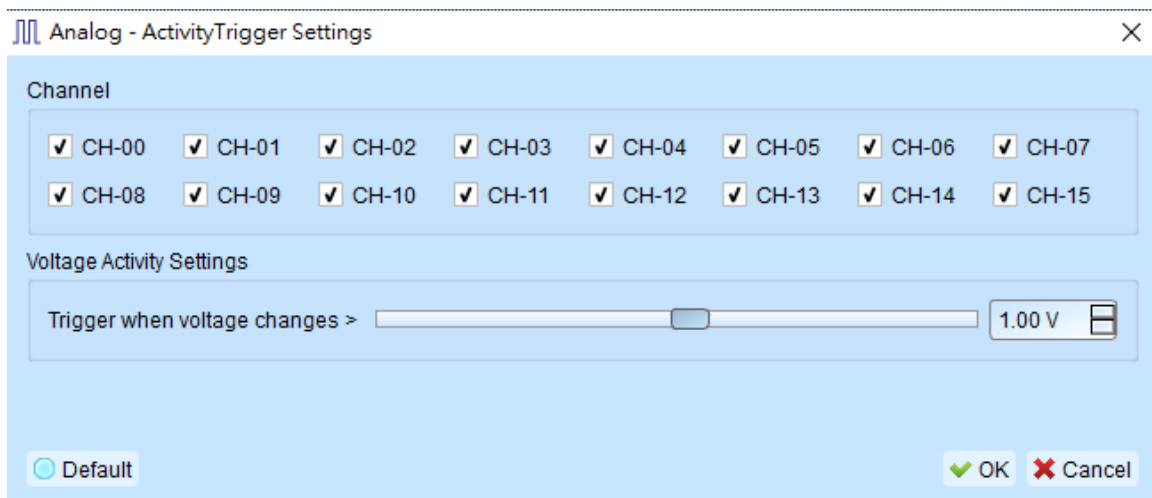 Analog - ActivityTrigger Settings
Channel
CH-00 CH-01 CH-02 CH-03 CH-04 CH-05 CH-06 CH-07
CH-08 CH-09 CH-10 CH-11 CH-12 CH-13 CH-14 CH-15
Voltage Activity Settings
Trigger when voltage changes > 1.00 V
Default OK Cancel